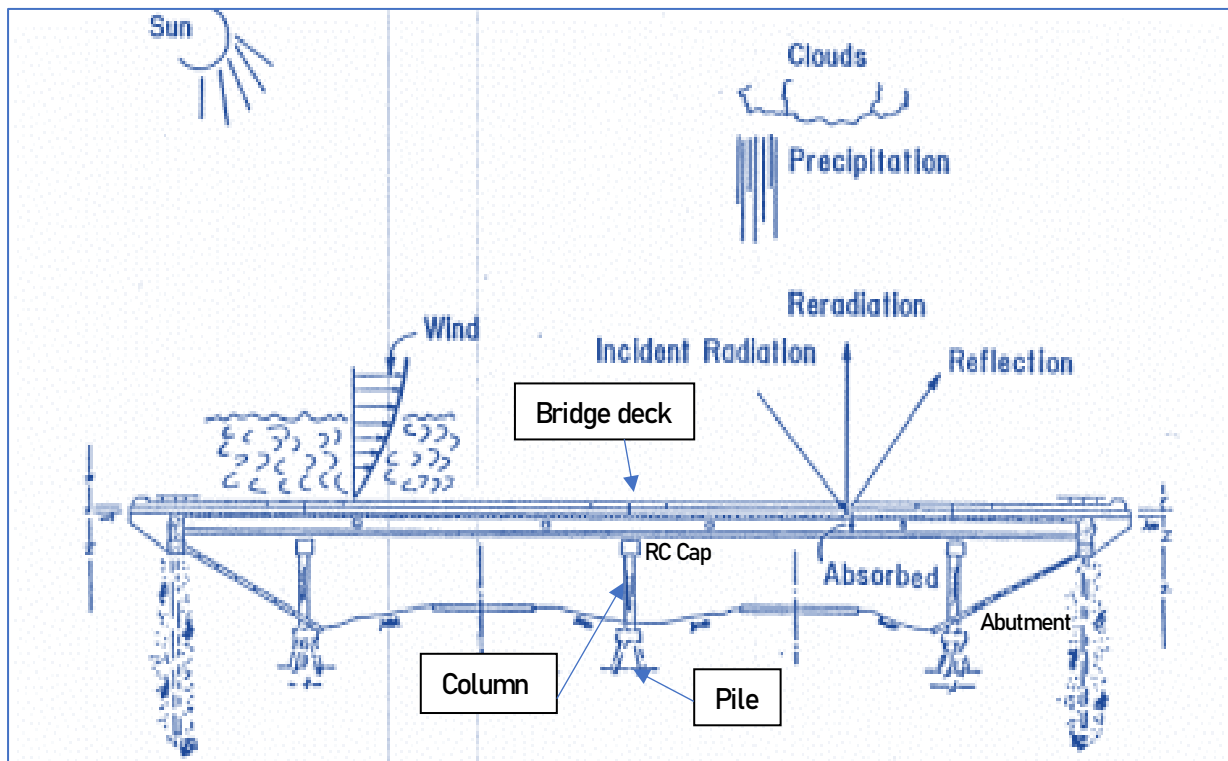 Sun
Clouds
Precipitation
Reradiation
Wind
Incident Radiation
Reflection
Bridge deck
RC Cap
Absorbed
Abutment
Column
Pile